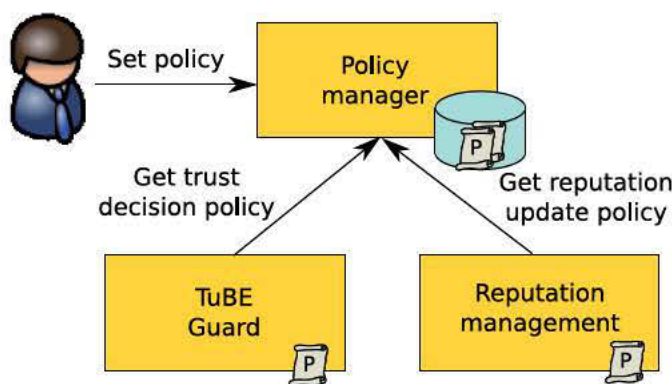 Set policy
Policy
manager
P
Get trust
decision policy
Get reputation
update policy
TuBE
Guard
P
Reputation
management
P